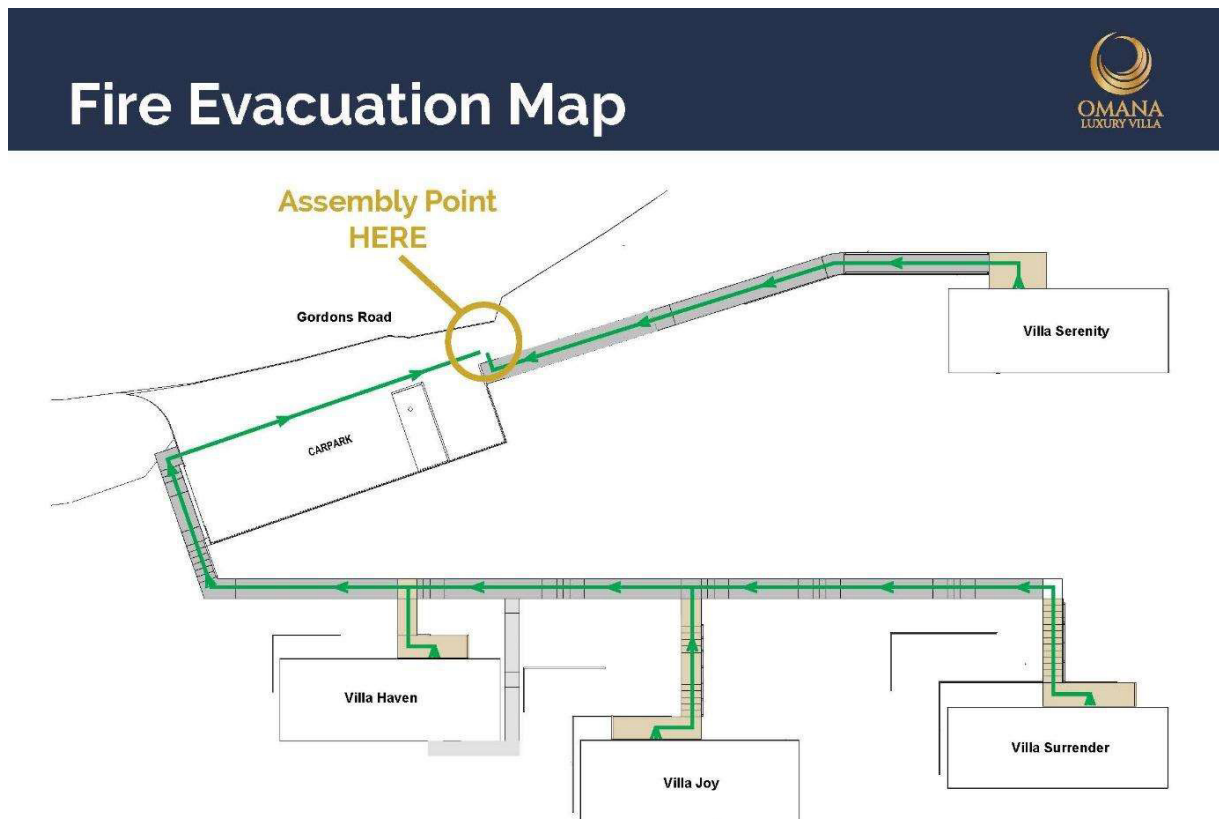 Fire Evacuation Map
OMANA
LUXURY VILLA
Assembly Point
HERE
Gordons Road
Villa Serenity
CARPARK
Villa Haven
Villa Joy
Villa Surrender